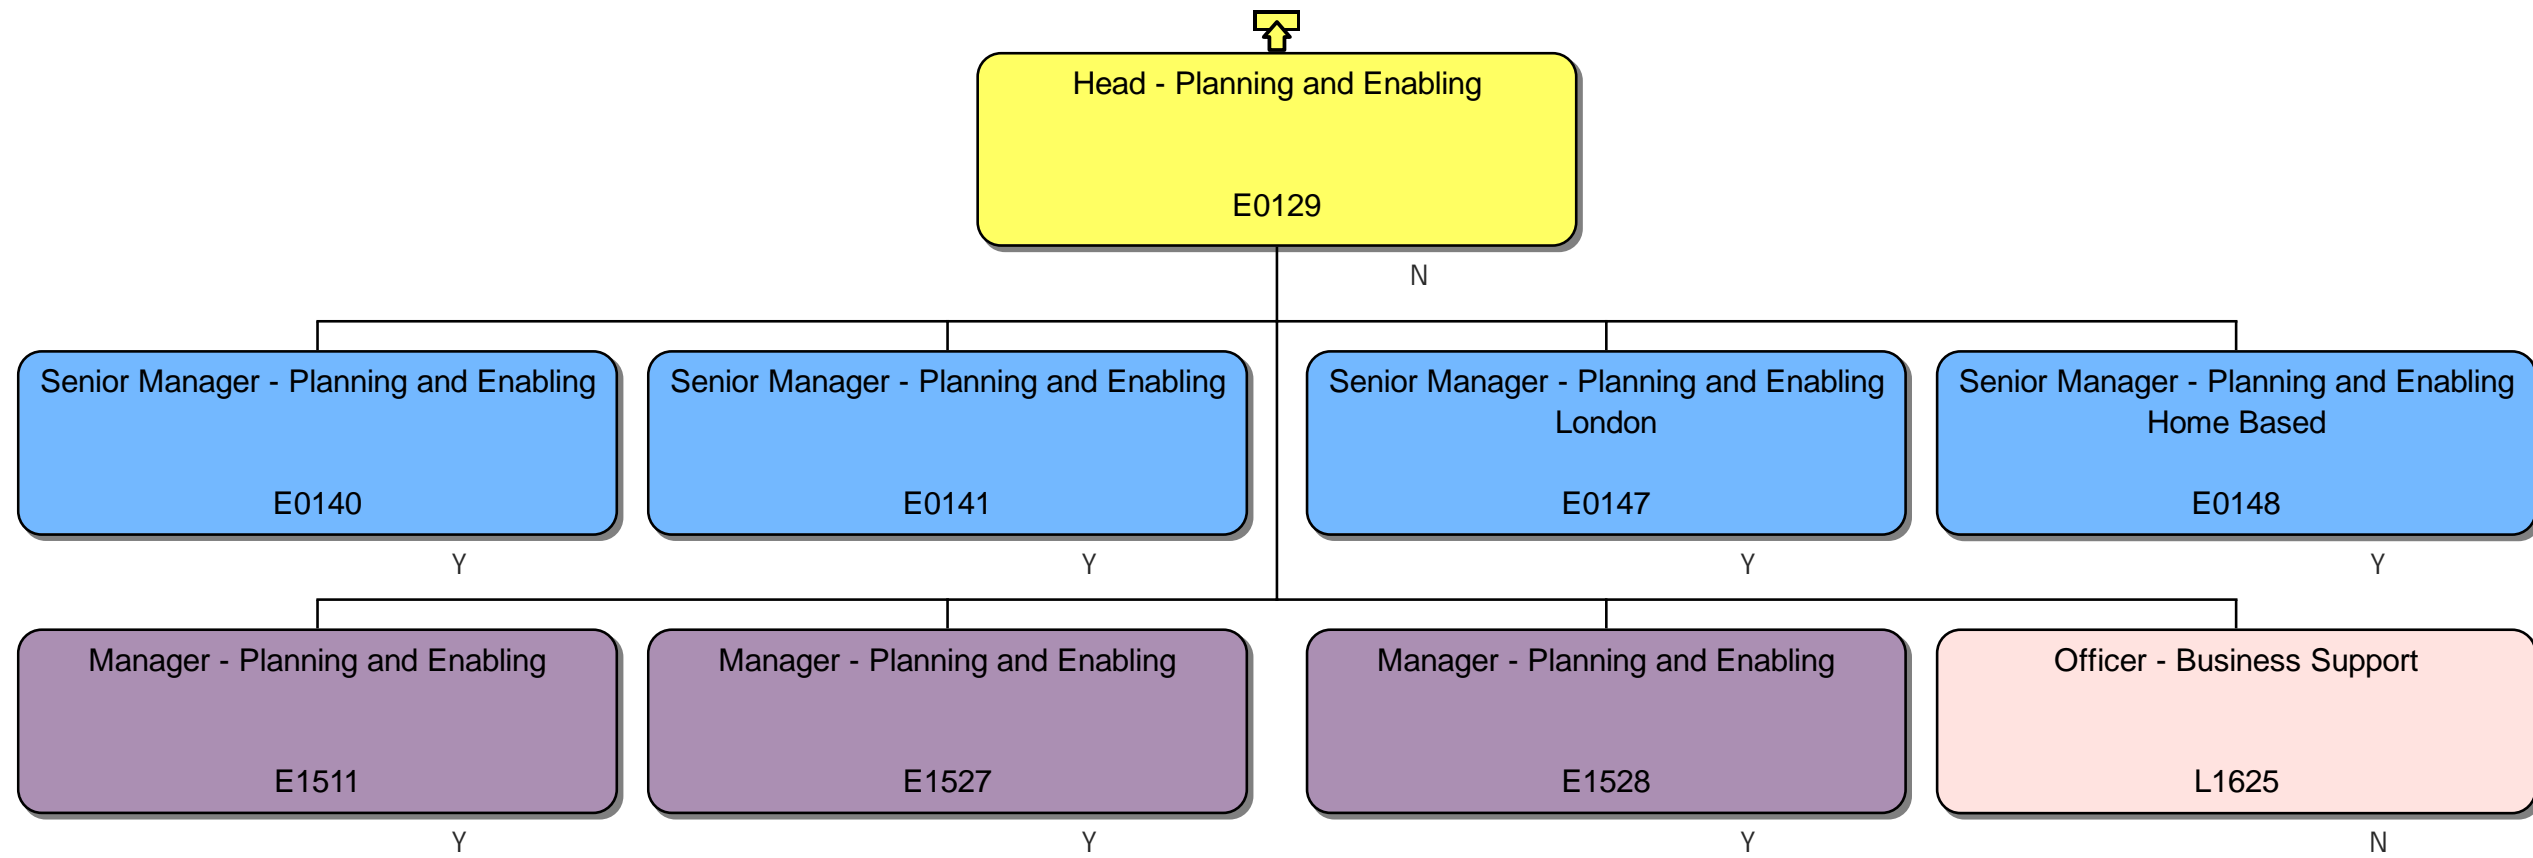 Head - Planning and Enabling
E0129
N
Senior Manager - Planning and Enabling
E0140
Y
Senior Manager - Planning and Enabling
E0141
Y
Senior Manager - Planning and Enabling
London
E0147
Y
Senior Manager - Planning and Enabling
Home Based
E0148
Y
Manager - Planning and Enabling
E1511
Y
Manager - Planning and Enabling
E1527
Y
Manager - Planning and Enabling
E1528
Y
Officer - Business Support
L1625
N